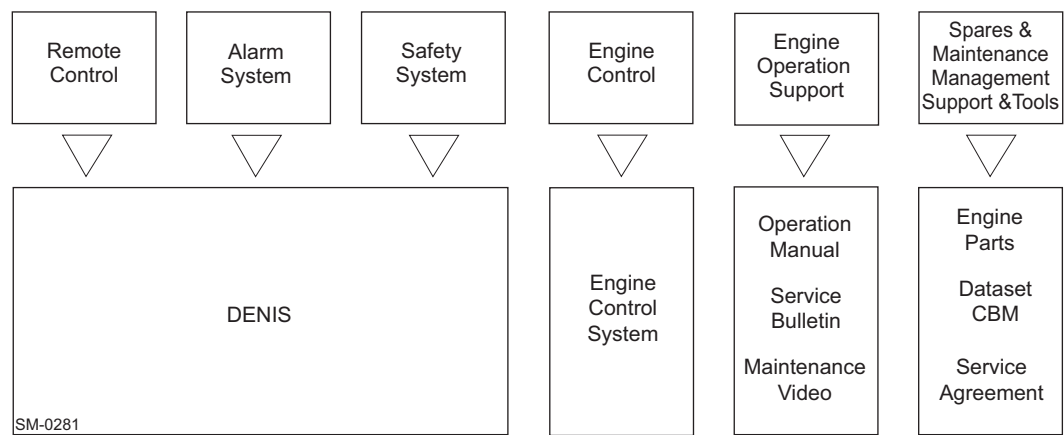 Remote
Control
Alarm
System
Safety
System
Engine
Control
Engine
Operation
Support
Spares &
Maintenance
Management
Support &Tools
DENIS
SM-0281
Engine
Control
System
Operation
Manual
Service
Bulletin
Maintenance
Video
Engine
Parts
Dataset
CBM
Service
Agreement